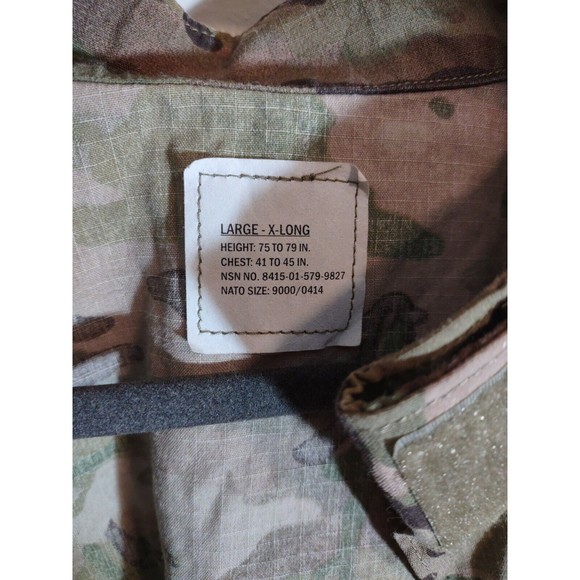 LARGE - X-LONG
HEIGHT: 75 TO 79 IN.
CHEST: 41 TO 45 IN.
NSN NO. 8415-01-579-9827
NATO SIZE: 9000/0414